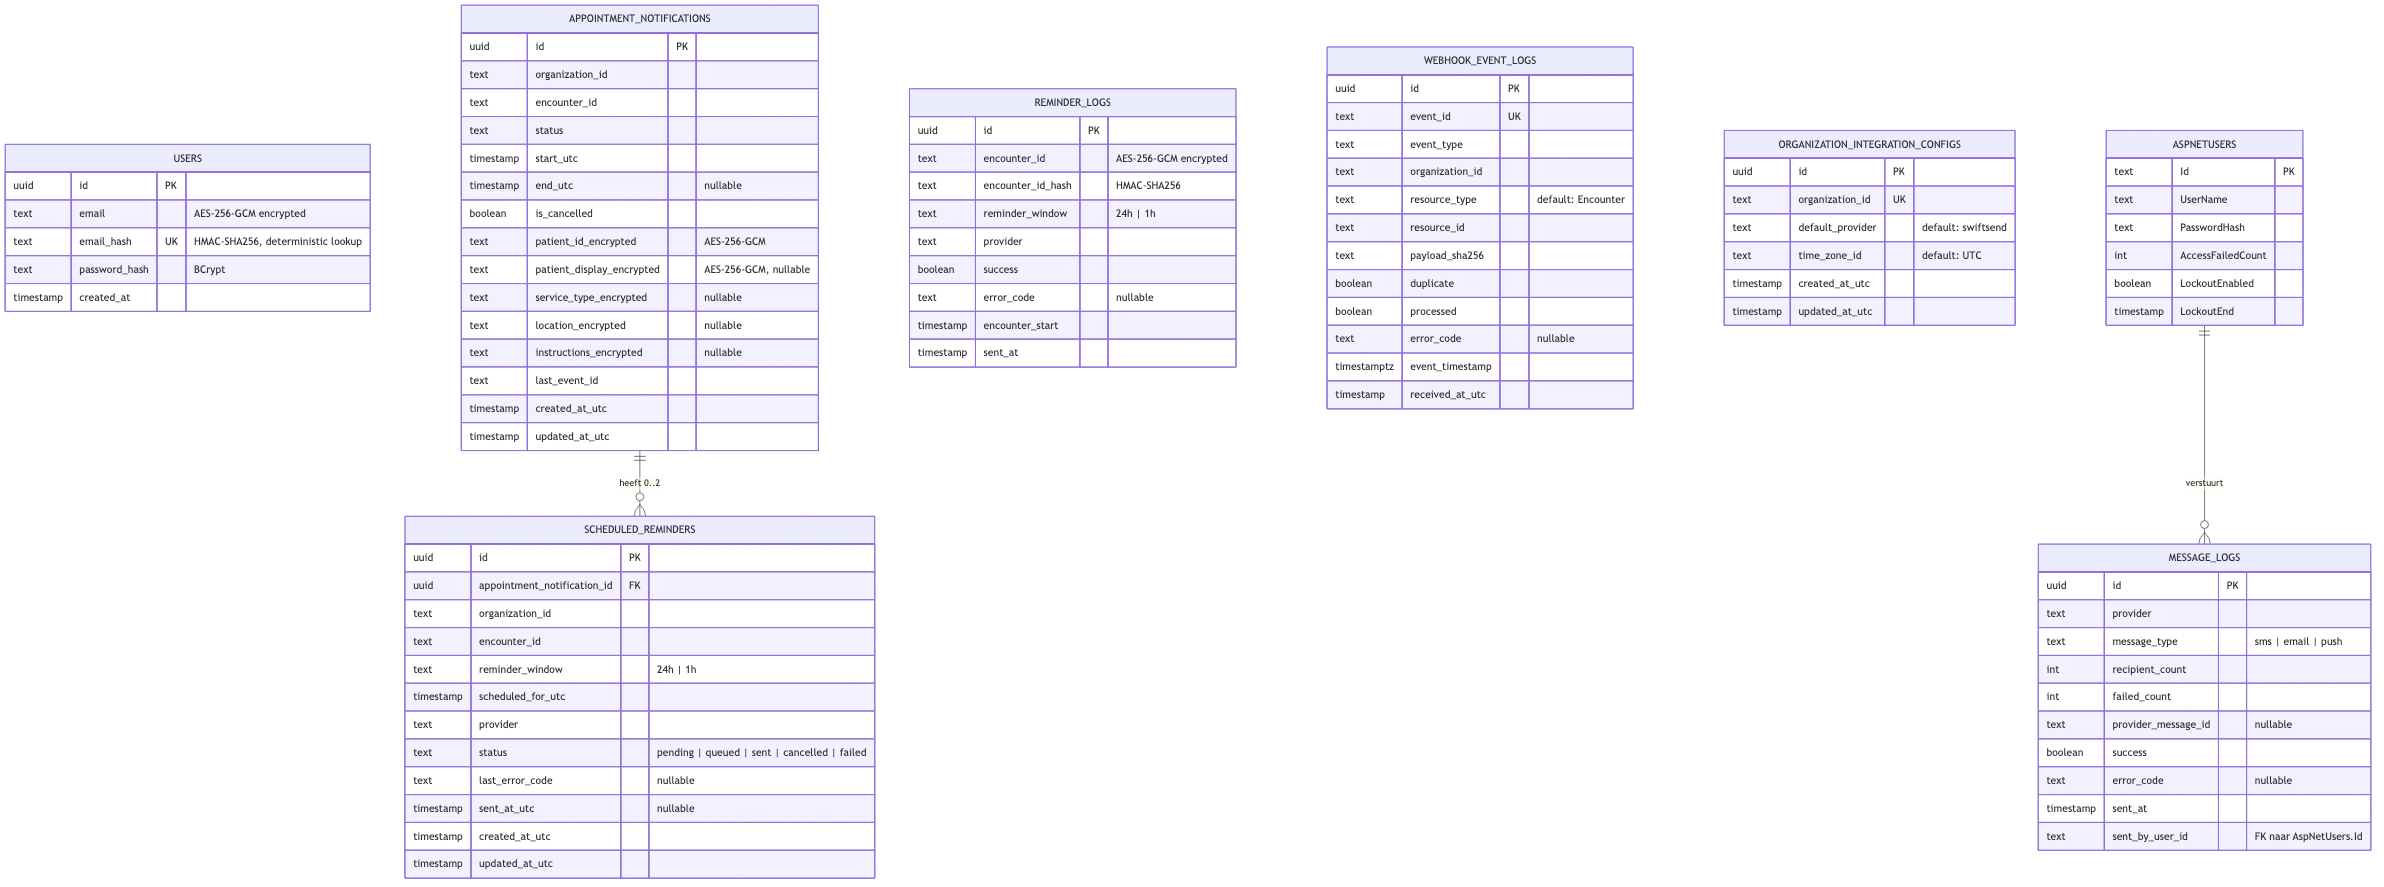 USERS
uuid id PK
text email AES-256-GCM encrypted
text email_hash UK HMAC-SHA256, deterministic lookup
text password_hash BCrypt
timestamp created_at
APPOINTMENT_NOTIFICATIONS
uuid id PK
text organization_id
text encounter_id
text status
timestamp start_utc
timestamp end_utc nullable
boolean is_cancelled
text patient_id_encrypted AES-256-GCM
text patient_display_encrypted AES-256-GCM, nullable
text service_type_encrypted nullable
text location_encrypted nullable
text instructions_encrypted nullable
text last_event_id
timestamp created_at_utc
timestamp updated_at_utc
heeft 0..2
SCHEDULED_REMINDERS
uuid id PK
uuid appointment_notification_id FK
text organization_id
text encounter_id
text reminder_window 24h | 1h
timestamp scheduled_for_utc
text provider
text status pending | queued | sent | cancelled | failed
text last_error_code nullable
timestamp sent_at_utc nullable
timestamp created_at_utc
timestamp updated_at_utc
REMINDER_LOGS
uuid id PK
text encounter_id AES-256-GCM encrypted
text encounter_id_hash HMAC-SHA256
text reminder_window 24h | 1h
text provider
boolean success
text error_code nullable
timestamp encounter_start
timestamp sent_at
WEBHOOK_EVENT_LOGS
uuid id PK
text event_id UK
text event_type
text organization_id
text resource_type default: Encounter
text resource_id
text payload_sha256
boolean duplicate
boolean processed
text error_code nullable
timestamptz event_timestamp
timestamp received_at_utc
ORGANIZATION_INTEGRATION_CONFIGS
uuid id PK
text organization_id UK
text default_provider default: swiftsend
text time_zone_id default: UTC
timestamp created_at_utc
timestamp updated_at_utc
ASPNETUSERS
text Id PK
text UserName
text PasswordHash
int AccessFailedCount
boolean LockoutEnabled
timestamp LockoutEnd
verstuurt
MESSAGE_LOGS
uuid id PK
text provider
text message_type sms | email | push
int recipient_count
int failed_count
text provider_message_id nullable
boolean success
text error_code nullable
timestamp sent_at
text sent_by_user_id FK naar AspNetUsers.Id